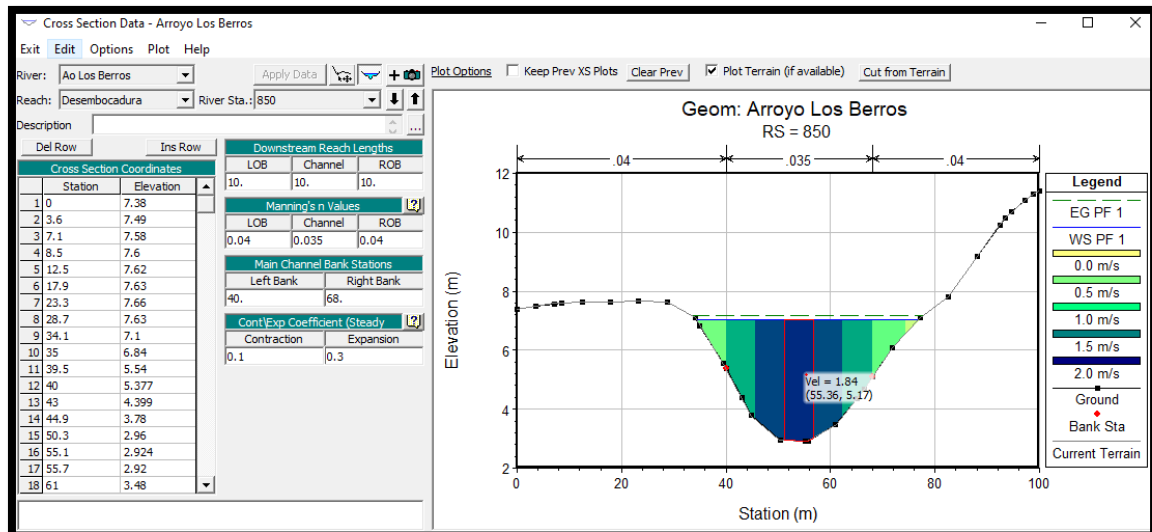 Cross Section Data - Arroyo Los Berros
Exit Edit Options Plot Help
River: Ao Los Berros Apply Data
Reach: Desembocadura River Sta.: 850
Description ...
Del Row Ins Row
Cross Section Coordinates
Station Elevation
1 0 7.38
2 3.6 7.49
3 7.1 7.58
4 8.5 7.6
5 12.5 7.62
6 17.9 7.63
7 23.3 7.66
8 28.7 7.63
9 34.1 7.1
10 35 6.84
11 39.5 5.54
12 40 5.377
13 43 4.399
14 44.9 3.78
15 50.3 2.96
16 55.1 2.924
17 55.7 2.92
18 61 3.48
Downstream Reach Lengths
LOB Channel ROB
10. 10. 10.
Manning's n Values
LOB Channel ROB
0.04 0.035 0.04
Main Channel Bank Stations
Left Bank Right Bank
40. 68.
Cont\Exp Coefficient (Steady
Contraction Expansion
0.1 0.3
Plot Options Keep Prev XS Plots Clear Prev Plot Terrain (if available) Cut from Terrain
Geom: Arroyo Los Berros
RS = 850
.04 .035 .04
Elevation (m)
12
10
8
6
4
2
Vel = 1.84
(55.36, 5.17)
0 20 40 60 80 100
Station (m)
Legend
EG PF 1
WS PF 1
0.0 m/s
0.5 m/s
1.0 m/s
1.5 m/s
2.0 m/s
Ground
Bank Sta
Current Terrain